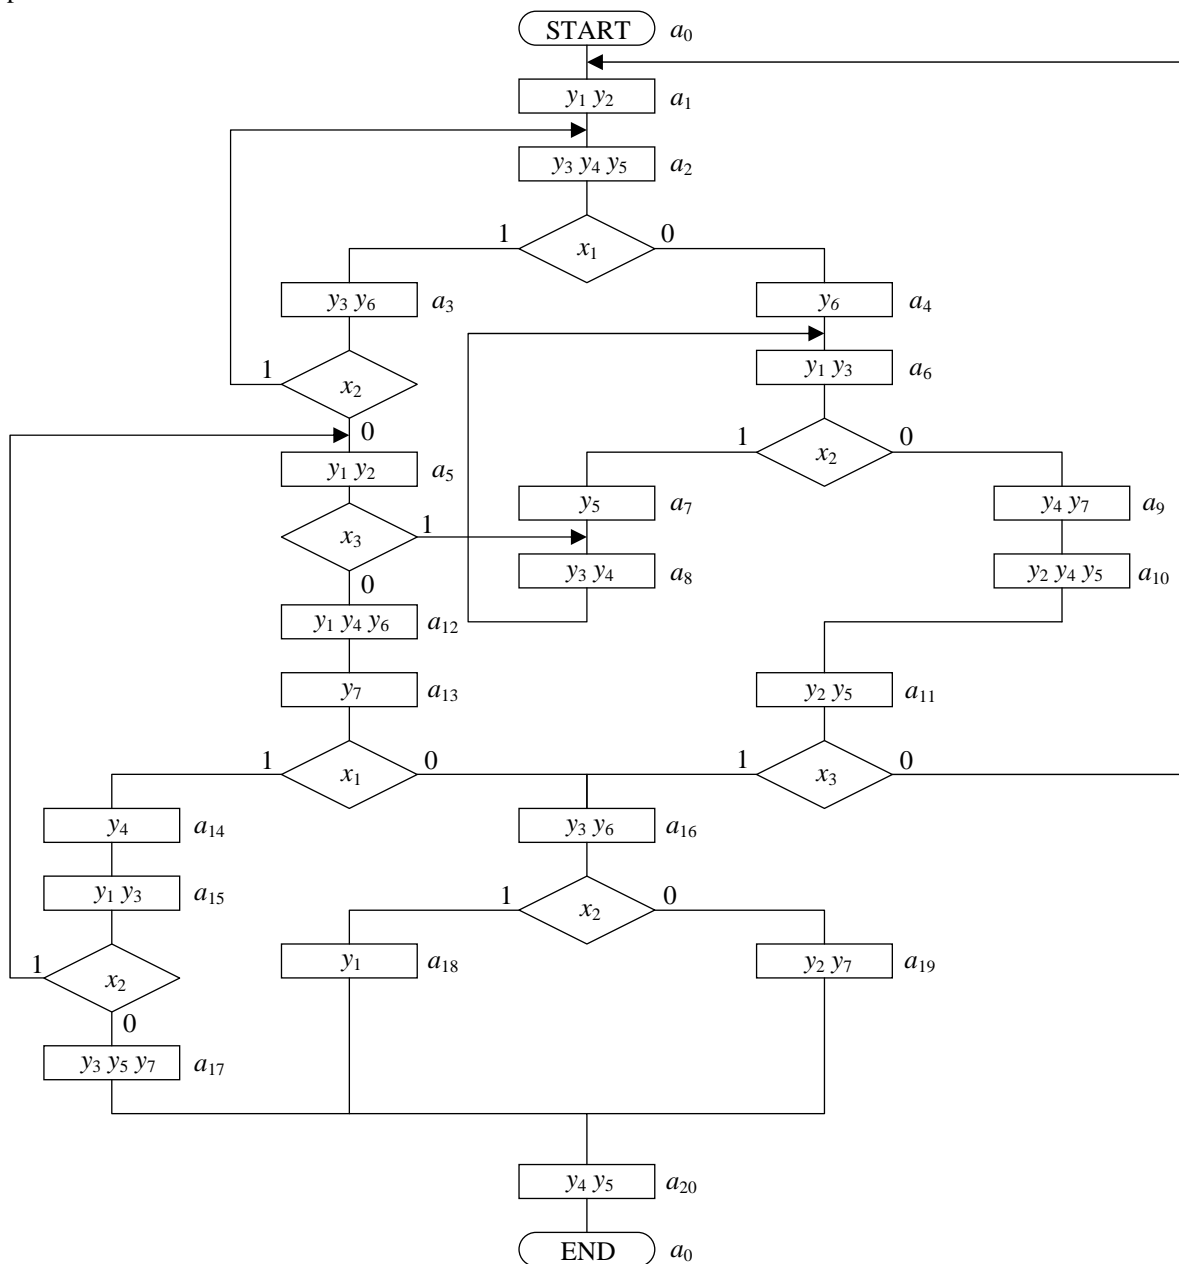 START a₀
y₁ y₂ a₁
y₃ y₄ y₅ a₂
1 x₁ 0
y₃ y₆ a₃ y₆ a₄
1 x₂ y₁ y₃ a₆
0 1 x₂ 0
y₁ y₂ a₅ y₅ a₇ y₄ y₇ a₉
x₃ 1
0 y₃ y₄ a₈ y₂ y₄ y₅ a₁₀
y₁ y₄ y₆ a₁₂
y₇ a₁₃ y₂ y₅ a₁₁
1 x₁ 0 1 x₃ 0
y₄ a₁₄ y₃ y₆ a₁₆
y₁ y₃ a₁₅ 1 x₂ 0
1 x₂ y₁ a₁₈ y₂ y₇ a₁₉
0
y₃ y₅ y₇ a₁₇
y₄ y₅ a₂₀
END a₀